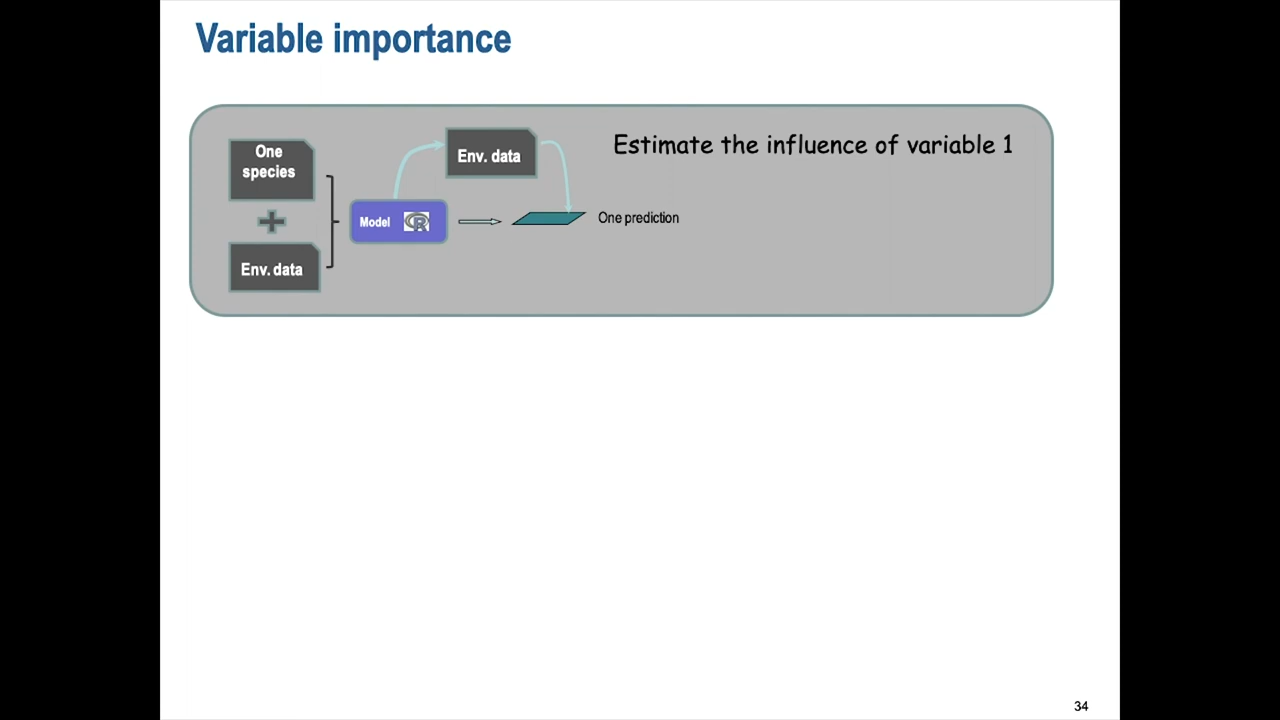 Variable importance
One
species
Env. data
Model R
Env. data
Estimate the influence of variable 1
One prediction
34